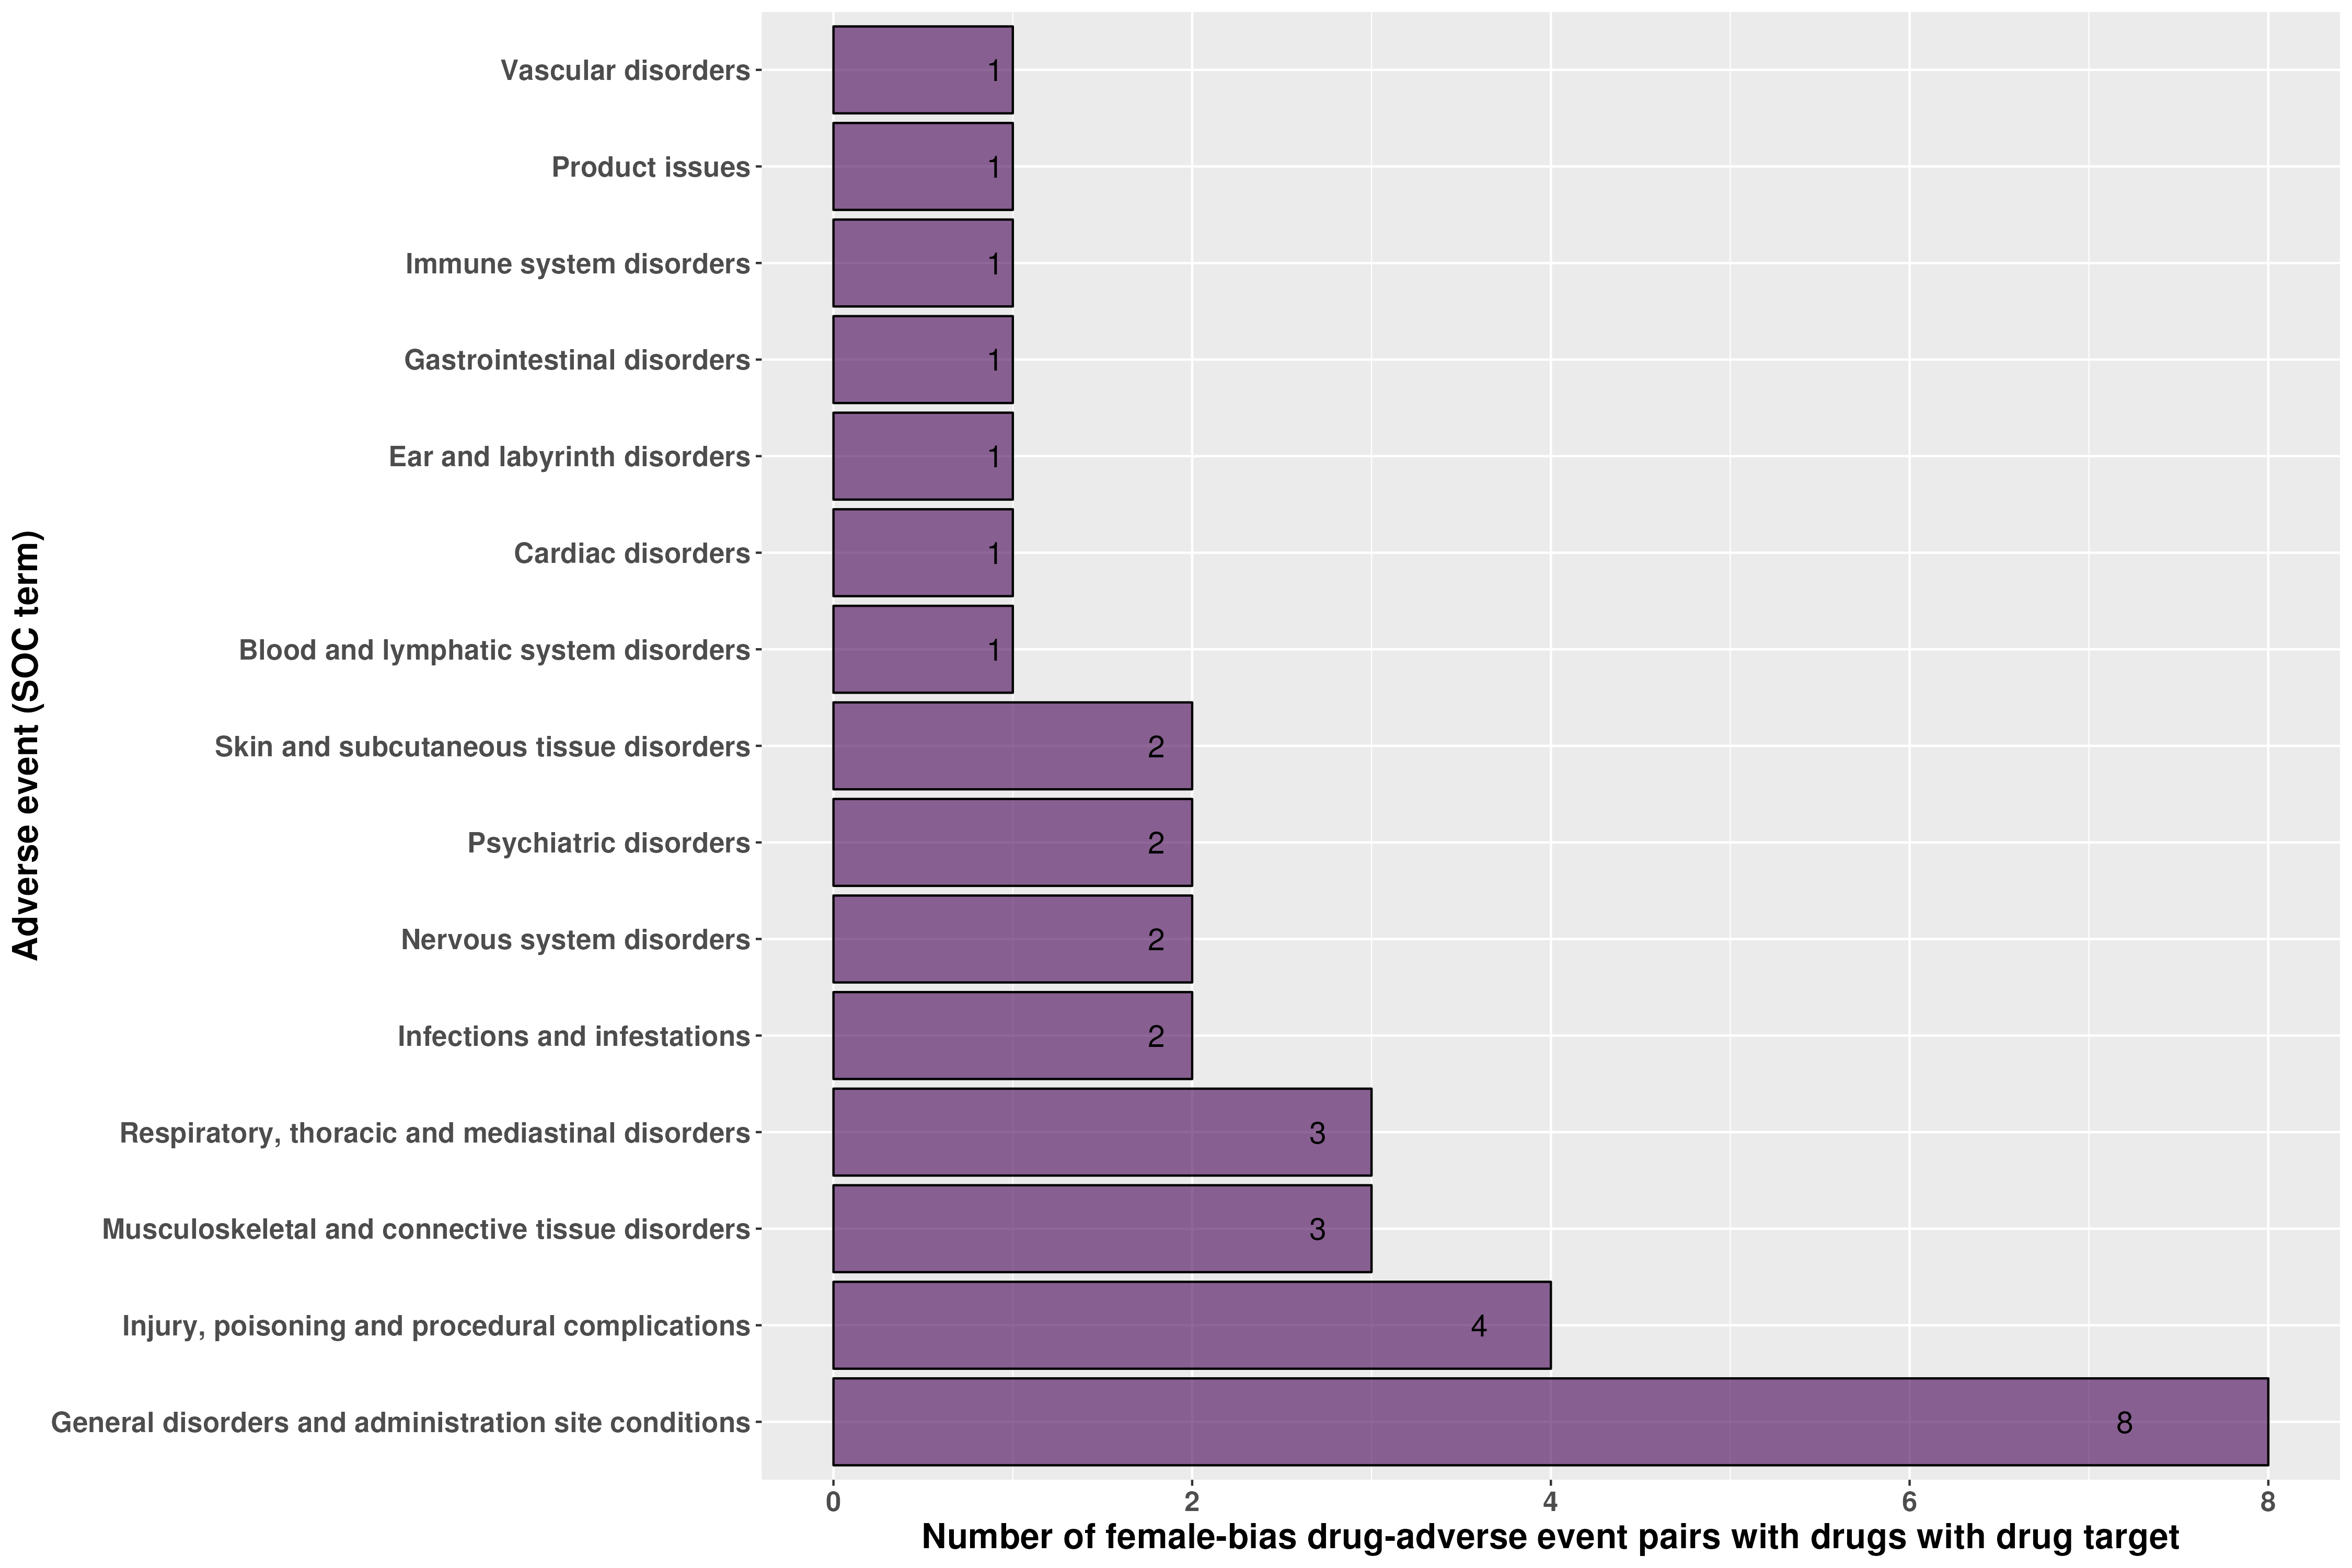 Adverse event (SOC term)
Vascular disorders 1
Product issues 1
Immune system disorders 1
Gastrointestinal disorders 1
Ear and labyrinth disorders 1
Cardiac disorders 1
Blood and lymphatic system disorders 1
Skin and subcutaneous tissue disorders 2
Psychiatric disorders 2
Nervous system disorders 2
Infections and infestations 2
Respiratory, thoracic and mediastinal disorders 3
Musculoskeletal and connective tissue disorders 3
Injury, poisoning and procedural complications 4
General disorders and administration site conditions 8
0 2 4 6 8
Number of female-bias drug-adverse event pairs with drugs with drug target